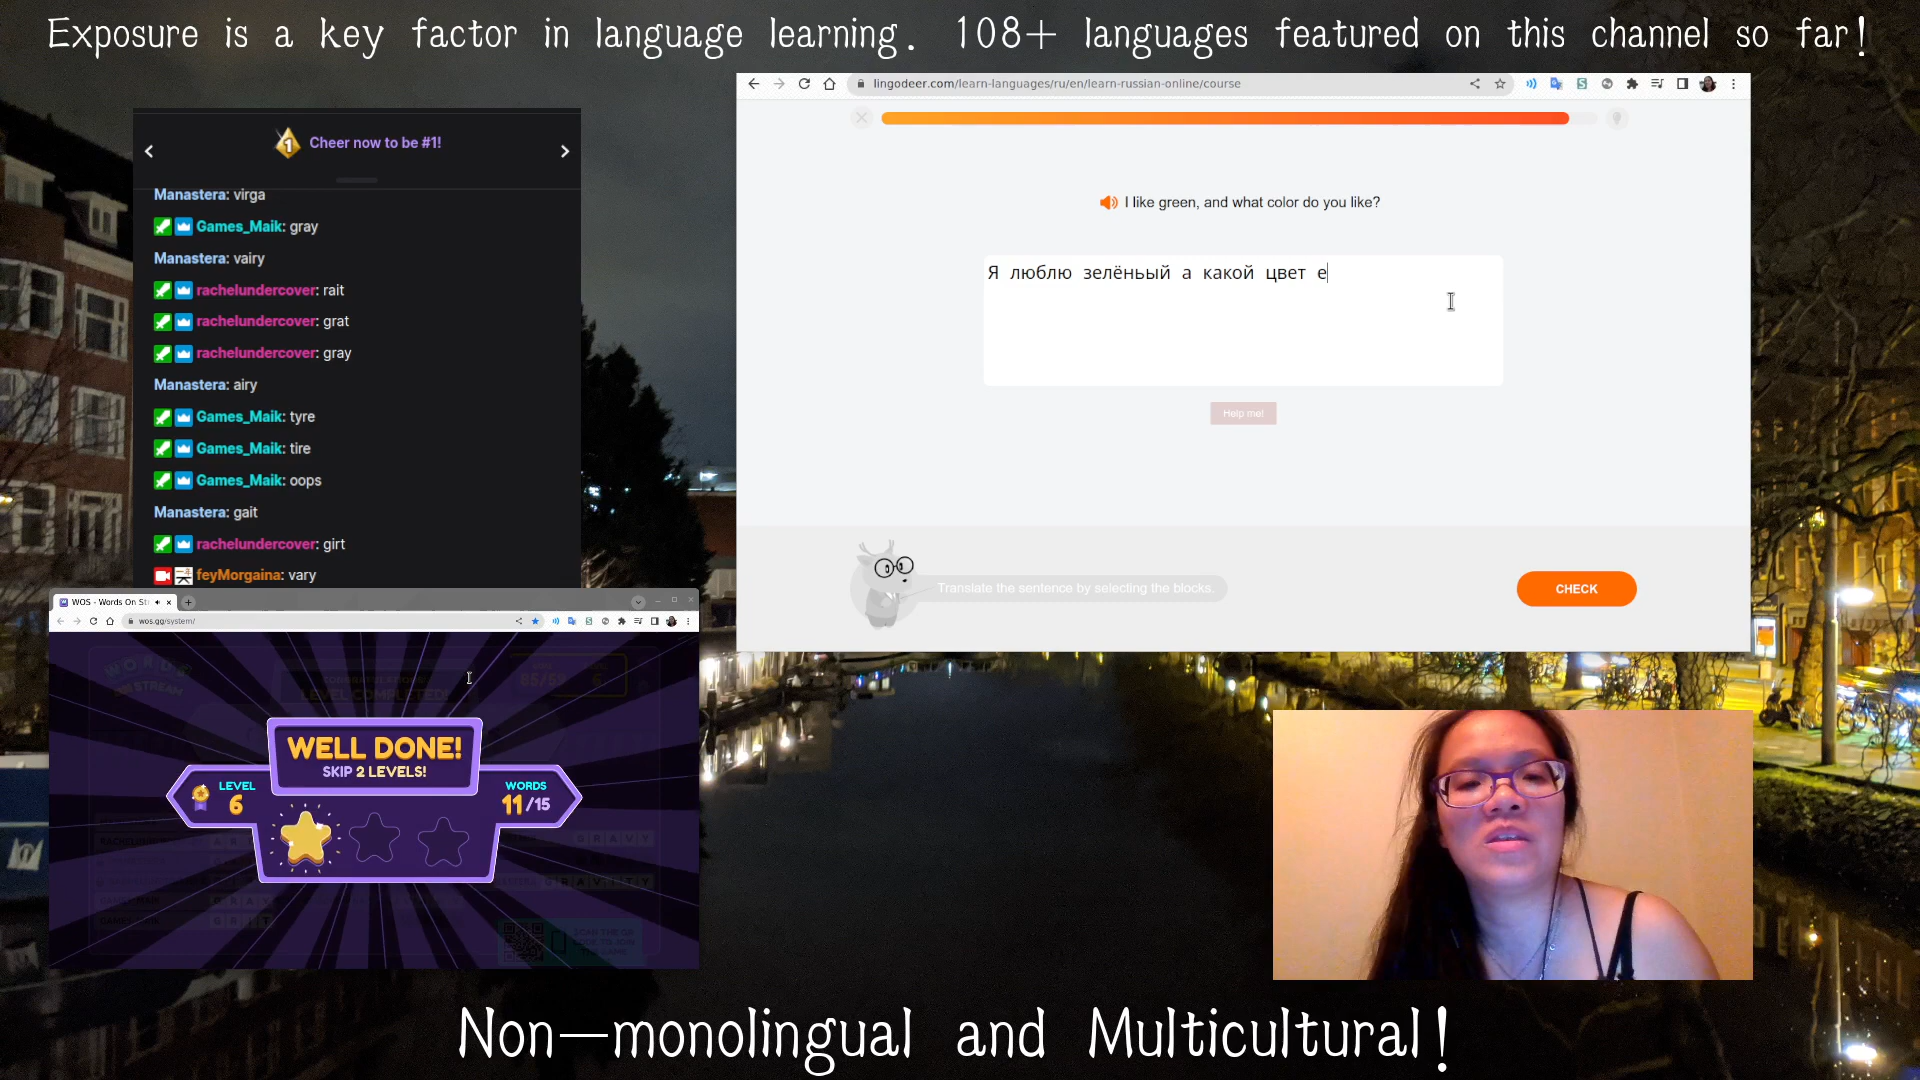 Exposure is a key factor in language learning. 108+ languages featured on this channel so far!
Cheer now to be #1!
Manastera: virga
Games_Maik: gray
Manastera: vairy
rachelundercover: rait
rachelundercover: grat
rachelundercover: gray
Manastera: airy
Games_Maik: tyre
Games_Maik: tire
Games_Maik: oops
Manastera: gait
rachelundercover: girt
feyMorgaina: vary
lingodeer.com/learn-languages/ru/en/learn-russian-online/course
I like green, and what color do you like?
Я люблю зелёньый а какой цвет е
Help me!
Translate the sentence by selecting the blocks.
CHECK
WOS - Words On Str
wos.gg/system/
WELL DONE!
SKIP 2 LEVELS!
LEVEL
6
WORDS
11/15
GRAVY
GRAVITY
Non-monolingual and Multicultural!